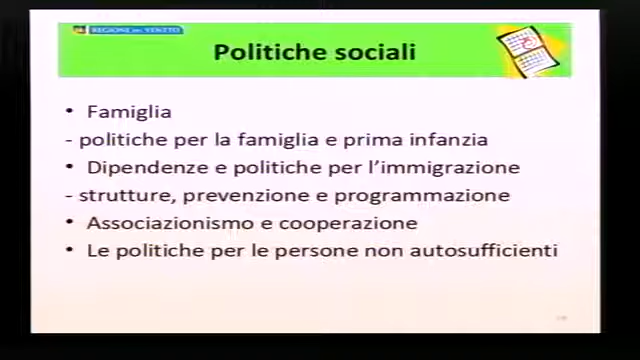 REGIONE DEL VENETO
Politiche sociali
• Famiglia
- politiche per la famiglia e prima infanzia
• Dipendenze e politiche per l’immigrazione
- strutture, prevenzione e programmazione
• Associazionismo e cooperazione
• Le politiche per le persone non autosufficienti